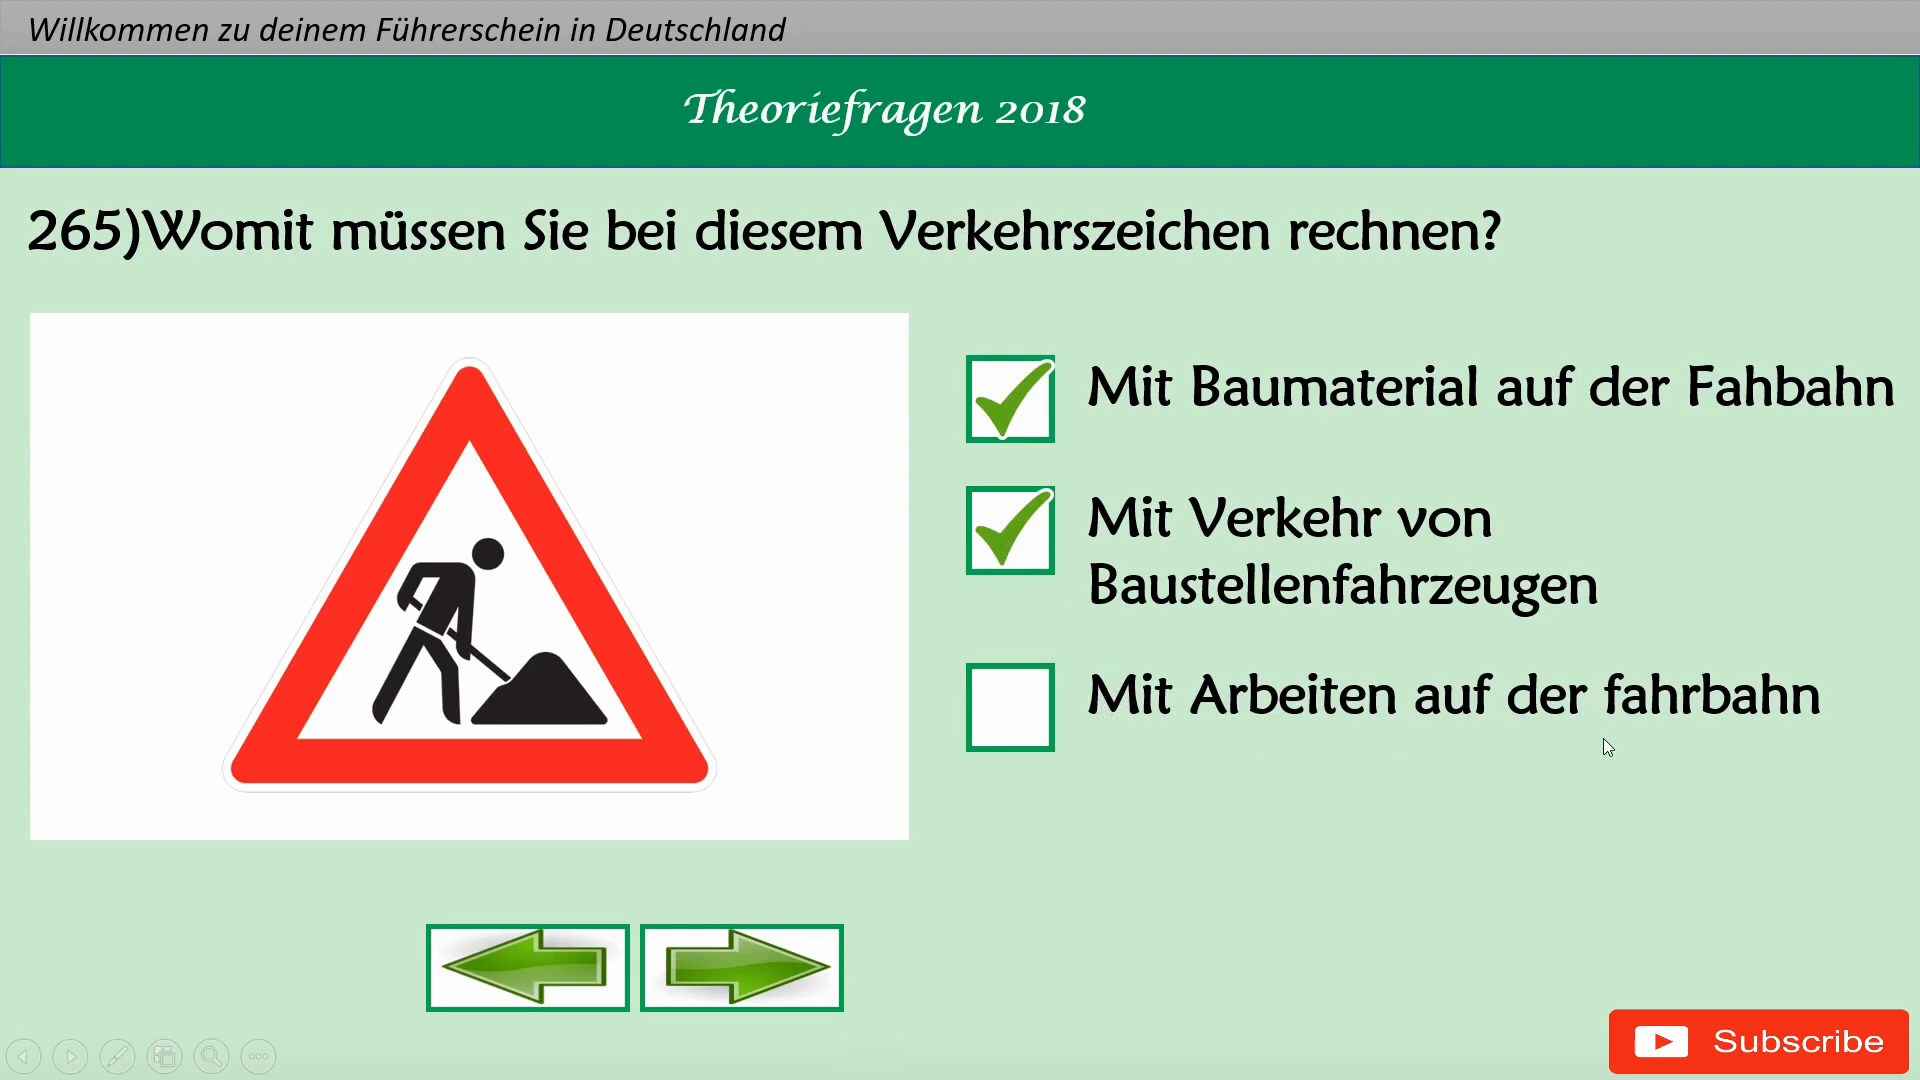 Willkommen zu deinem Führerschein in Deutschland
Theoriefragen 2018
265)Womit müssen Sie bei diesem Verkehrszeichen rechnen?
Mit Baumaterial auf der Fahbahn
Mit Verkehr von
Baustellenfahrzeugen
Mit Arbeiten auf der fahrbahn
Subscribe